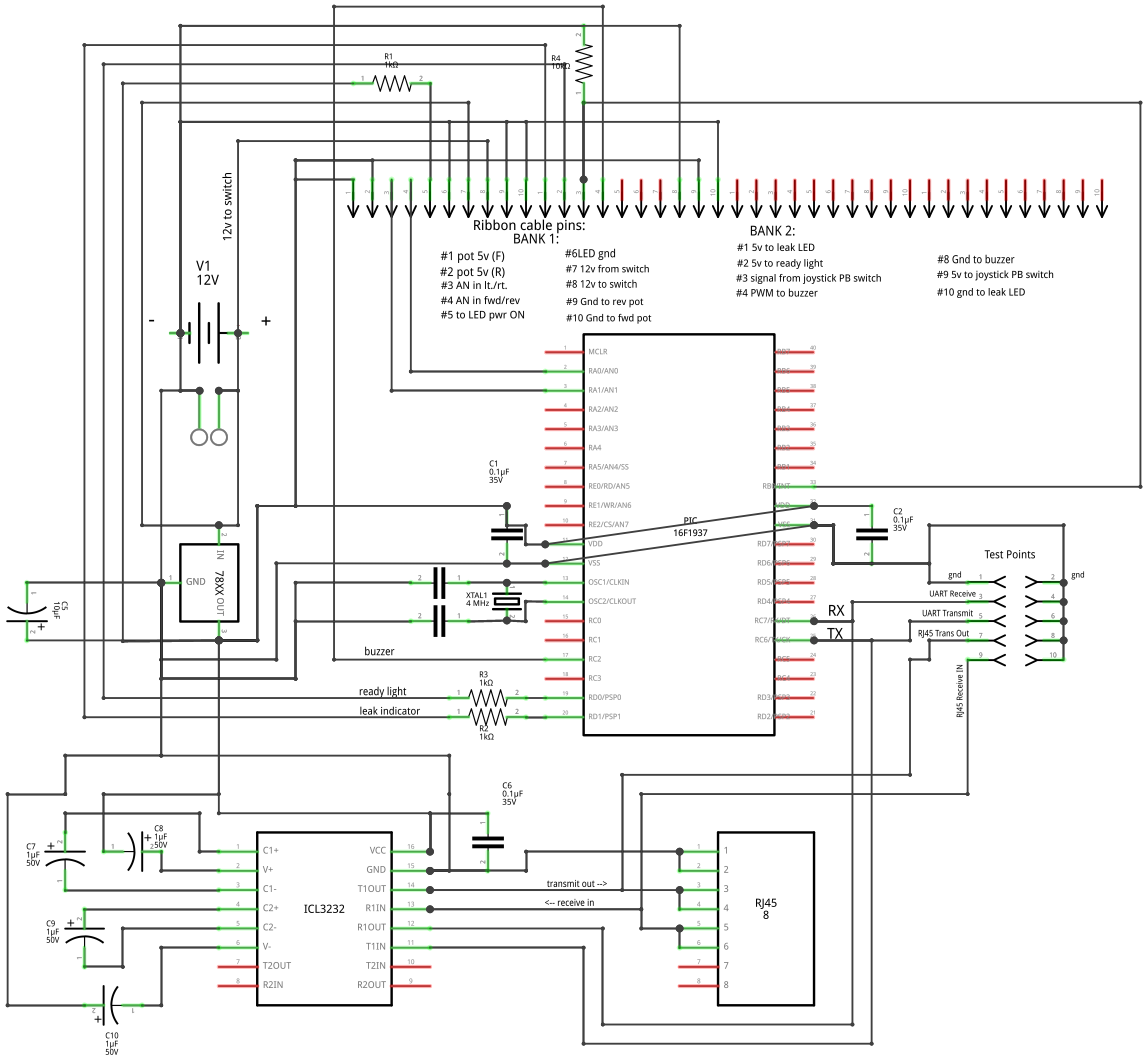 R1
1kΩ
R4
10kΩ
12v to switch
V1
12V
-
+
Ribbon cable pins:
BANK 1:
#1 pot 5v (F)
#2 pot 5v (R)
#3 AN in lt./rt.
#4 AN in fwd/rev
#5 to LED pwr ON
#6LED gnd
#7 12v from switch
#8 12v to switch
#9 Gnd to rev pot
#10 Gnd to fwd pot
BANK 2:
#1 5v to leak LED
#2 5v to ready light
#3 signal from joystick PB switch
#4 PWM to buzzer
#8 Gnd to buzzer
#9 5v to joystick PB switch
#10 gnd to leak LED
MCLR
RA0/AN0
RA1/AN1
RA2/AN2
RA3/AN3
RA4
RA5/AN4/SS
RE0/RD/AN5
RE1/WR/AN6
RE2/CS/AN7
VDD
VSS
OSC1/CLKIN
OSC2/CLKOUT
RC0
RC1
RC2
RC3
RD0/PSP0
RD1/PSP1
PIC
16F1937
C1
0.1µF
35V
C2
0.1µF
35V
XTAL1
4 MHz
GND
IN
78XX
OUT
C5
10µF
buzzer
R3
1kΩ
ready light
leak indicator
R2
1kΩ
RX
TX
Test Points
gnd
gnd
UART Receive
UART Transmit
RJ45 Trans Out
RJ45 Receive IN
C6
0.1µF
35V
C7
1µF
50V
C8
1µF
50V
C9
1µF
50V
C10
1µF
50V
ICL3232
C1+
V+
C1-
C2+
C2-
V-
T2OUT
R2IN
VCC
GND
T1OUT
R1IN
R1OUT
T1IN
T2IN
R2OUT
transmit out -->
<-- receive in
RJ45
8
1
2
3
4
5
6
7
8